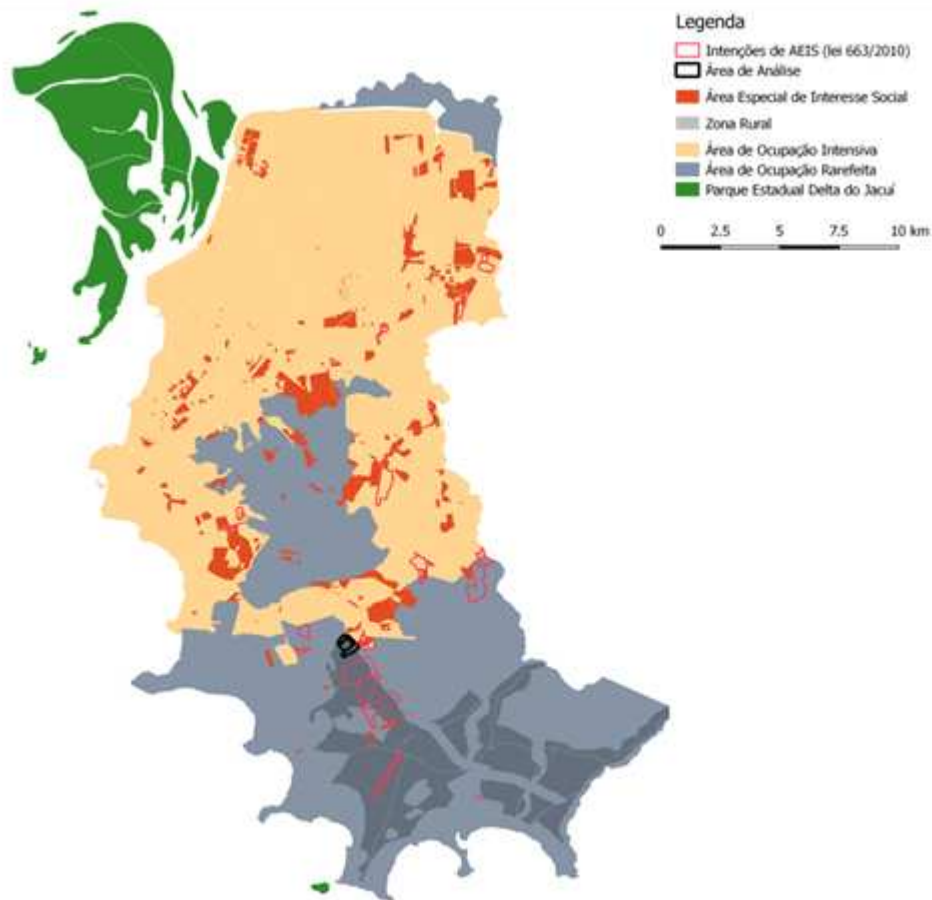 Legenda
Intenções de AEIS (lei 663/2010)
Área de Análise
Área Especial de Interesse Social
Zona Rural
Área de Ocupação Intensiva
Área de Ocupação Rarefeita
Parque Estadual Delta do Jacuí
0 2.5 5 7.5 10 km